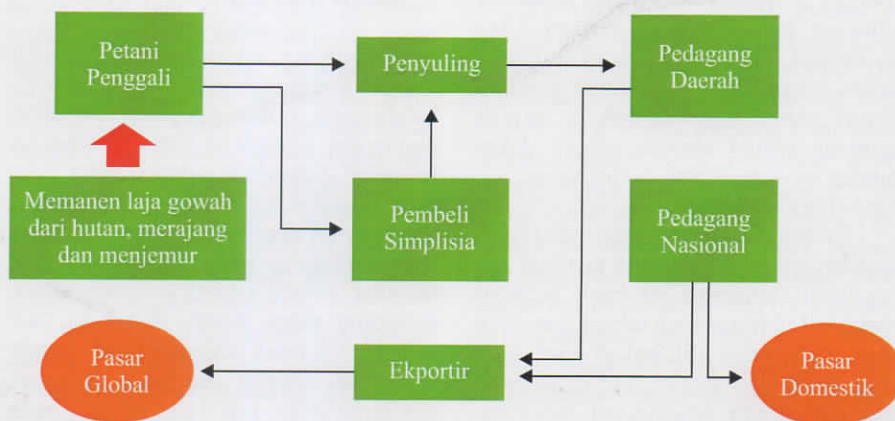 Petani
Penggali
Penyuling
Pedagang
Daerah
Memanen laja gowah
dari hutan, merajang
dan menjemur
Pembeli
Simplisia
Pedagang
Nasional
Pasar
Global
Ekportir
Pasar
Domestik